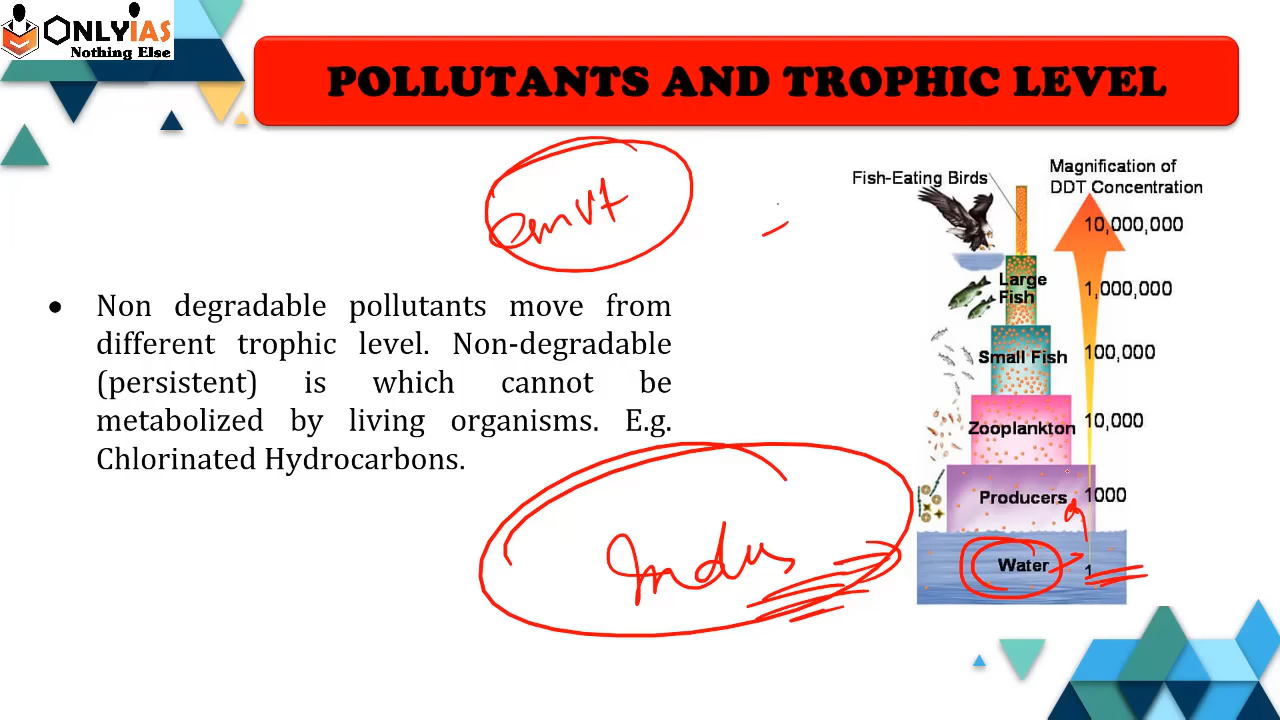 ONLYIAS
Nothing Else
POLLUTANTS AND TROPHIC LEVEL
envt
• Non degradable pollutants move from
different trophic level. Non-degradable
(persistent) is which cannot be
metabolized by living organisms. E.g.
Chlorinated Hydrocarbons.
Indus
Fish-Eating Birds
Magnification of
DDT Concentration
10,000,000
Large
Fish
1,000,000
Small Fish
100,000
Zooplankton
10,000
Producers
1000
Water
1